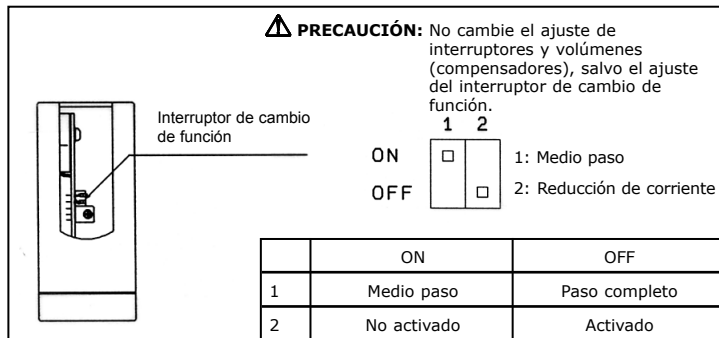 PRECAUCIÓN: No cambie el ajuste de
interruptores y volúmenes
(compensadores), salvo el ajuste
del interruptor de cambio de
función.
Interruptor de cambio
de función
1 2
ON
OFF
1: Medio paso
2: Reducción de corriente
ON OFF
1 Medio paso Paso completo
2 No activado Activado